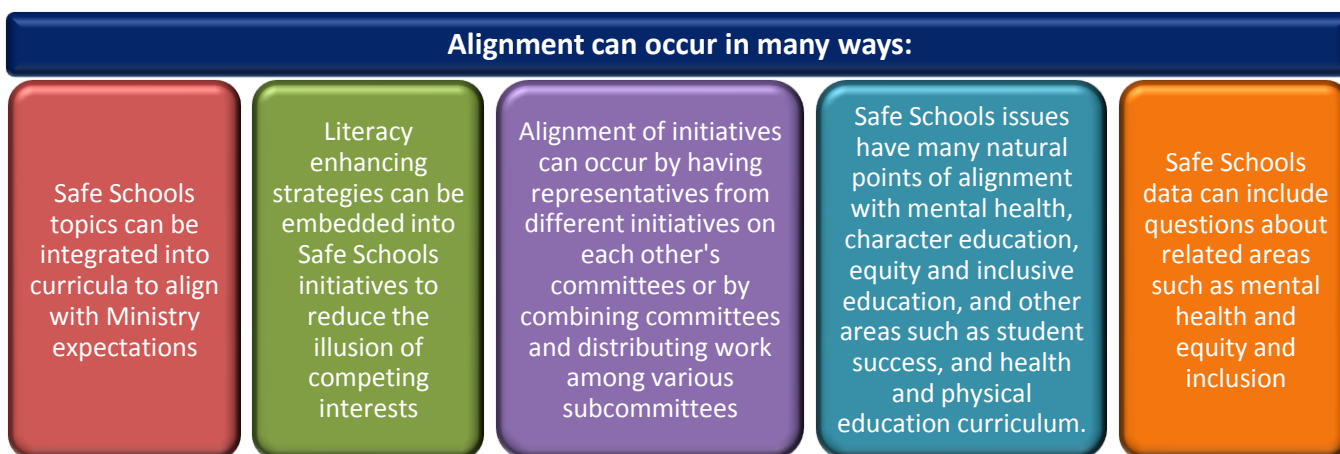 Alignment can occur in many ways:
Safe Schools
topics can be
integrated into
curricula to align
with Ministry
expectations
Literacy
enhancing
strategies can be
embedded into
Safe Schools
initiatives to
reduce the
illusion of
competing
interests
Alignment of initiatives
can occur by having
representatives from
different initiatives on
each other's
committees or by
combining committees
and distributing work
among various
subcommittees
Safe Schools issues
have many natural
points of alignment
with mental health,
character education,
equity and inclusive
education, and other
areas such as student
success, and health
and physical
education curriculum.
Safe Schools
data can include
questions about
related areas
such as mental
health and
equity and
inclusion